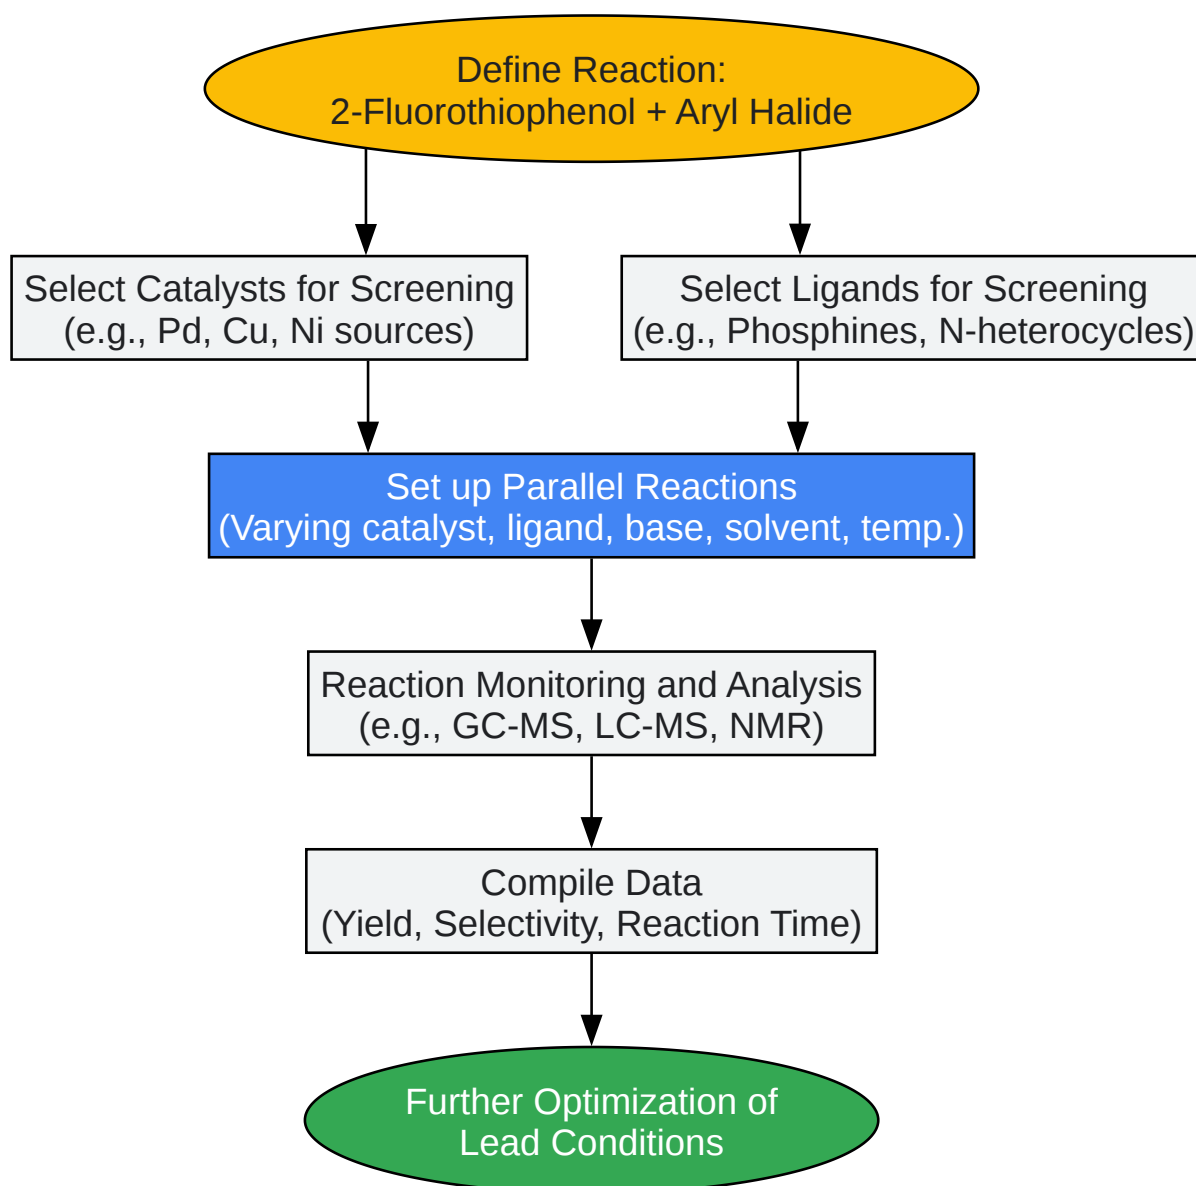 Define Reaction:
2-Fluorothiophenol + Aryl Halide
Select Catalysts for Screening
(e.g., Pd, Cu, Ni sources)
Select Ligands for Screening
(e.g., Phosphines, N-heterocycles)
Set up Parallel Reactions
(Varying catalyst, ligand, base, solvent, temp.)
Reaction Monitoring and Analysis
(e.g., GC-MS, LC-MS, NMR)
Compile Data
(Yield, Selectivity, Reaction Time)
Further Optimization of
Lead Conditions